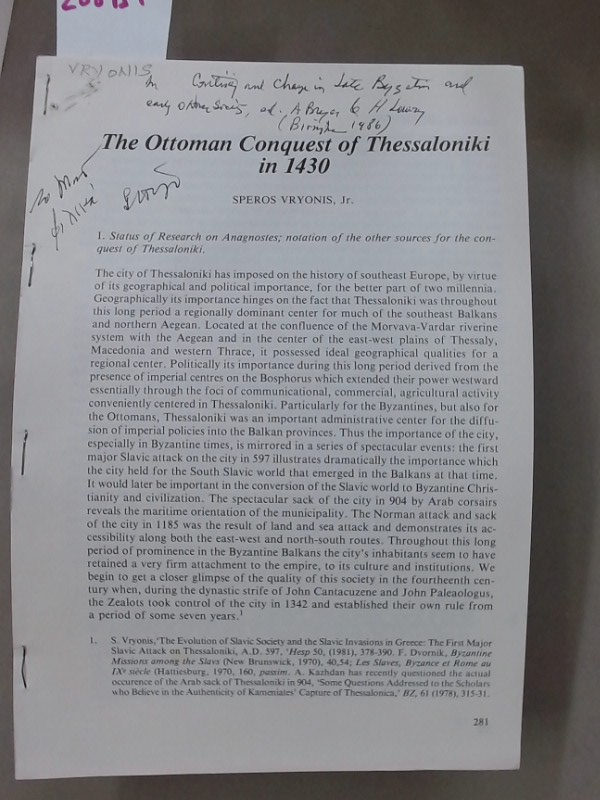 VRYONIS
In Continuity and Change in Late Byzantine and
early Ottoman Society, ed. A Bryer & H Lowry
(Birmingham 1986)
The Ottoman Conquest of Thessaloniki
in 1430
SPEROS VRYONIS, Jr.
1. Status of Research on Anagnostes; notation of the other sources for the con-
quest of Thessaloniki.
The city of Thessaloniki has imposed on the history of southeast Europe, by virtue
of its geographical and political importance, for the better part of two millennia.
Geographically its importance hinges on the fact that Thessaloniki was throughout
this long period a regionally dominant center for much of the southeast Balkans
and northern Aegean. Located at the confluence of the Morvava-Vardar riverine
system with the Aegean and in the center of the east-west plains of Thessaly,
Macedonia and western Thrace, it possessed ideal geographical qualities for a
regional center. Politically its importance during this long period derived from the
presence of imperial centres on the Bosphorus which extended their power westward
essentially through the foci of communicational, commercial, agricultural activity
conveniently centered in Thessaloniki. Particularly for the Byzantines, but also for
the Ottomans, Thessaloniki was an important administrative center for the diffu-
sion of imperial policies into the Balkan provinces. Thus the importance of the city,
especially in Byzantine times, is mirrored in a series of spectacular events: the first
major Slavic attack on the city in 597 illustrates dramatically the importance which
the city held for the South Slavic world that emerged in the Balkans at that time.
It would later be important in the conversion of the Slavic world to Byzantine Chris-
tianity and civilization. The spectacular sack of the city in 904 by Arab corsairs
reveals the maritime orientation of the municipality. The Norman attack and sack
of the city in 1185 was the result of land and sea attack and demonstrates its ac-
cessibility along both the east-west and north-south routes. Throughout this long
period of prominence in the Byzantine Balkans the city's inhabitants seem to have
retained a very firm attachment to the empire, to its culture and institutions. We
begin to get a closer glimpse of the quality of this society in the fourteenth cen-
tury when, during the dynastic strife of John Cantacuzene and John Paleaologus,
the Zealots took control of the city in 1342 and established their own rule from
a period of some seven years.1
1. S. Vryonis,'The Evolution of Slavic Society and the Slavic Invasions in Greece: The First Major
Slavic Attack on Thessaloniki, A.D. 597, 'Hesp 50, (1981), 378-390. F. Dvornik, Byzantine
Missions among the Slavs (New Brunswick, 1970), 40,54; Les Slaves, Byzance et Rome au
IXe siécle (Hattiesburg, 1970, 160, passim. A. Kazhdan has recently questioned the actual
occurence of the Arab sack of Thessaloniki in 904, 'Some Questions Addressed to the Scholars
who Believe in the Authenticity of Kameniates' Capture of Thessalonica,' BZ, 61 (1978), 315-31.
281